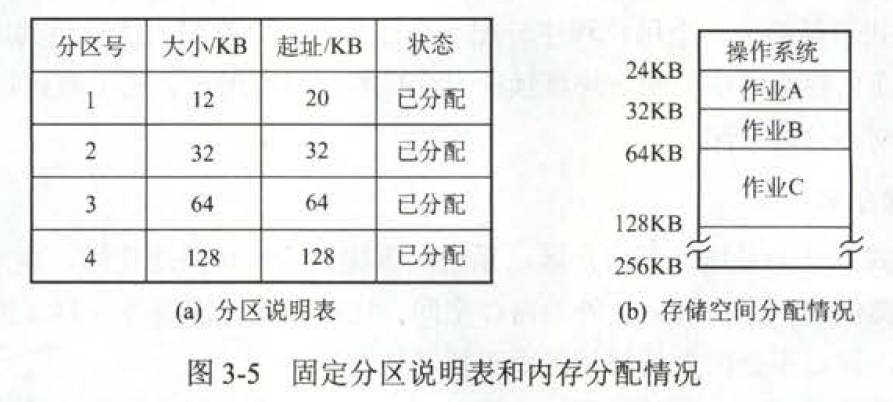 分区号 大小/KB 起址/KB 状态
1 12 20 已分配
2 32 32 已分配
3 64 64 已分配
4 128 128 已分配
(a) 分区说明表
操作系统
24KB
作业A
32KB
作业B
64KB
作业C
128KB
256KB
(b) 存储空间分配情况
图 3-5 固定分区说明表和内存分配情况